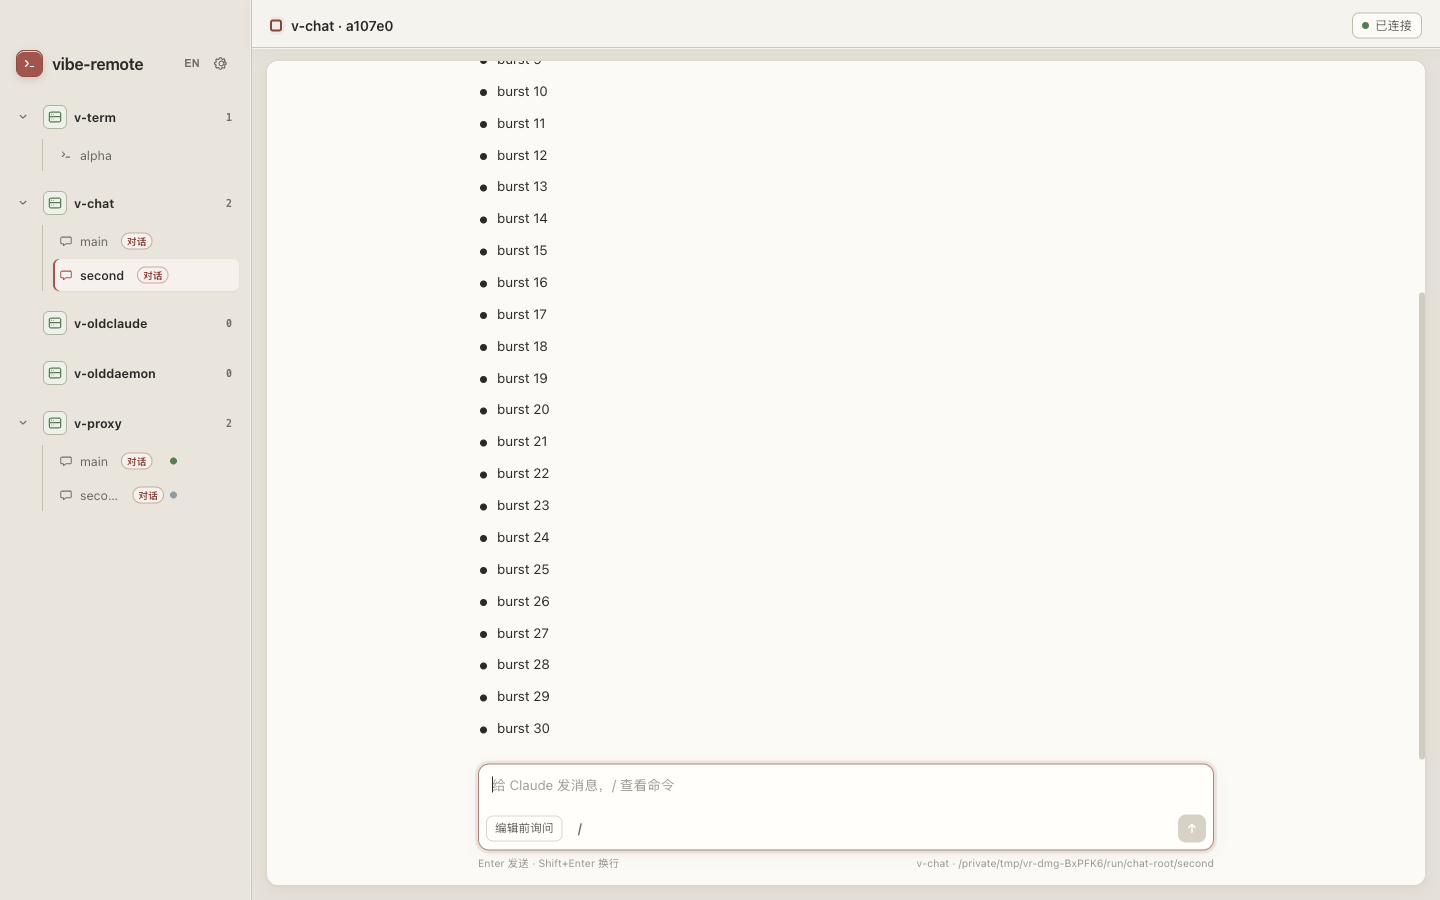 v-chat · a107e0
已连接
vibe-remote
EN
v-term
1
alpha
v-chat
2
main
对话
second
对话
v-oldclaude
0
v-olddaemon
0
v-proxy
2
main
对话
seco...
对话
burst 9
burst 10
burst 11
burst 12
burst 13
burst 14
burst 15
burst 16
burst 17
burst 18
burst 19
burst 20
burst 21
burst 22
burst 23
burst 24
burst 25
burst 26
burst 27
burst 28
burst 29
burst 30
给 Claude 发消息，/ 查看命令
编辑前询问
/
Enter 发送 · Shift+Enter 换行
v-chat · /private/tmp/vr-dmg-BxPFK6/run/chat-root/second